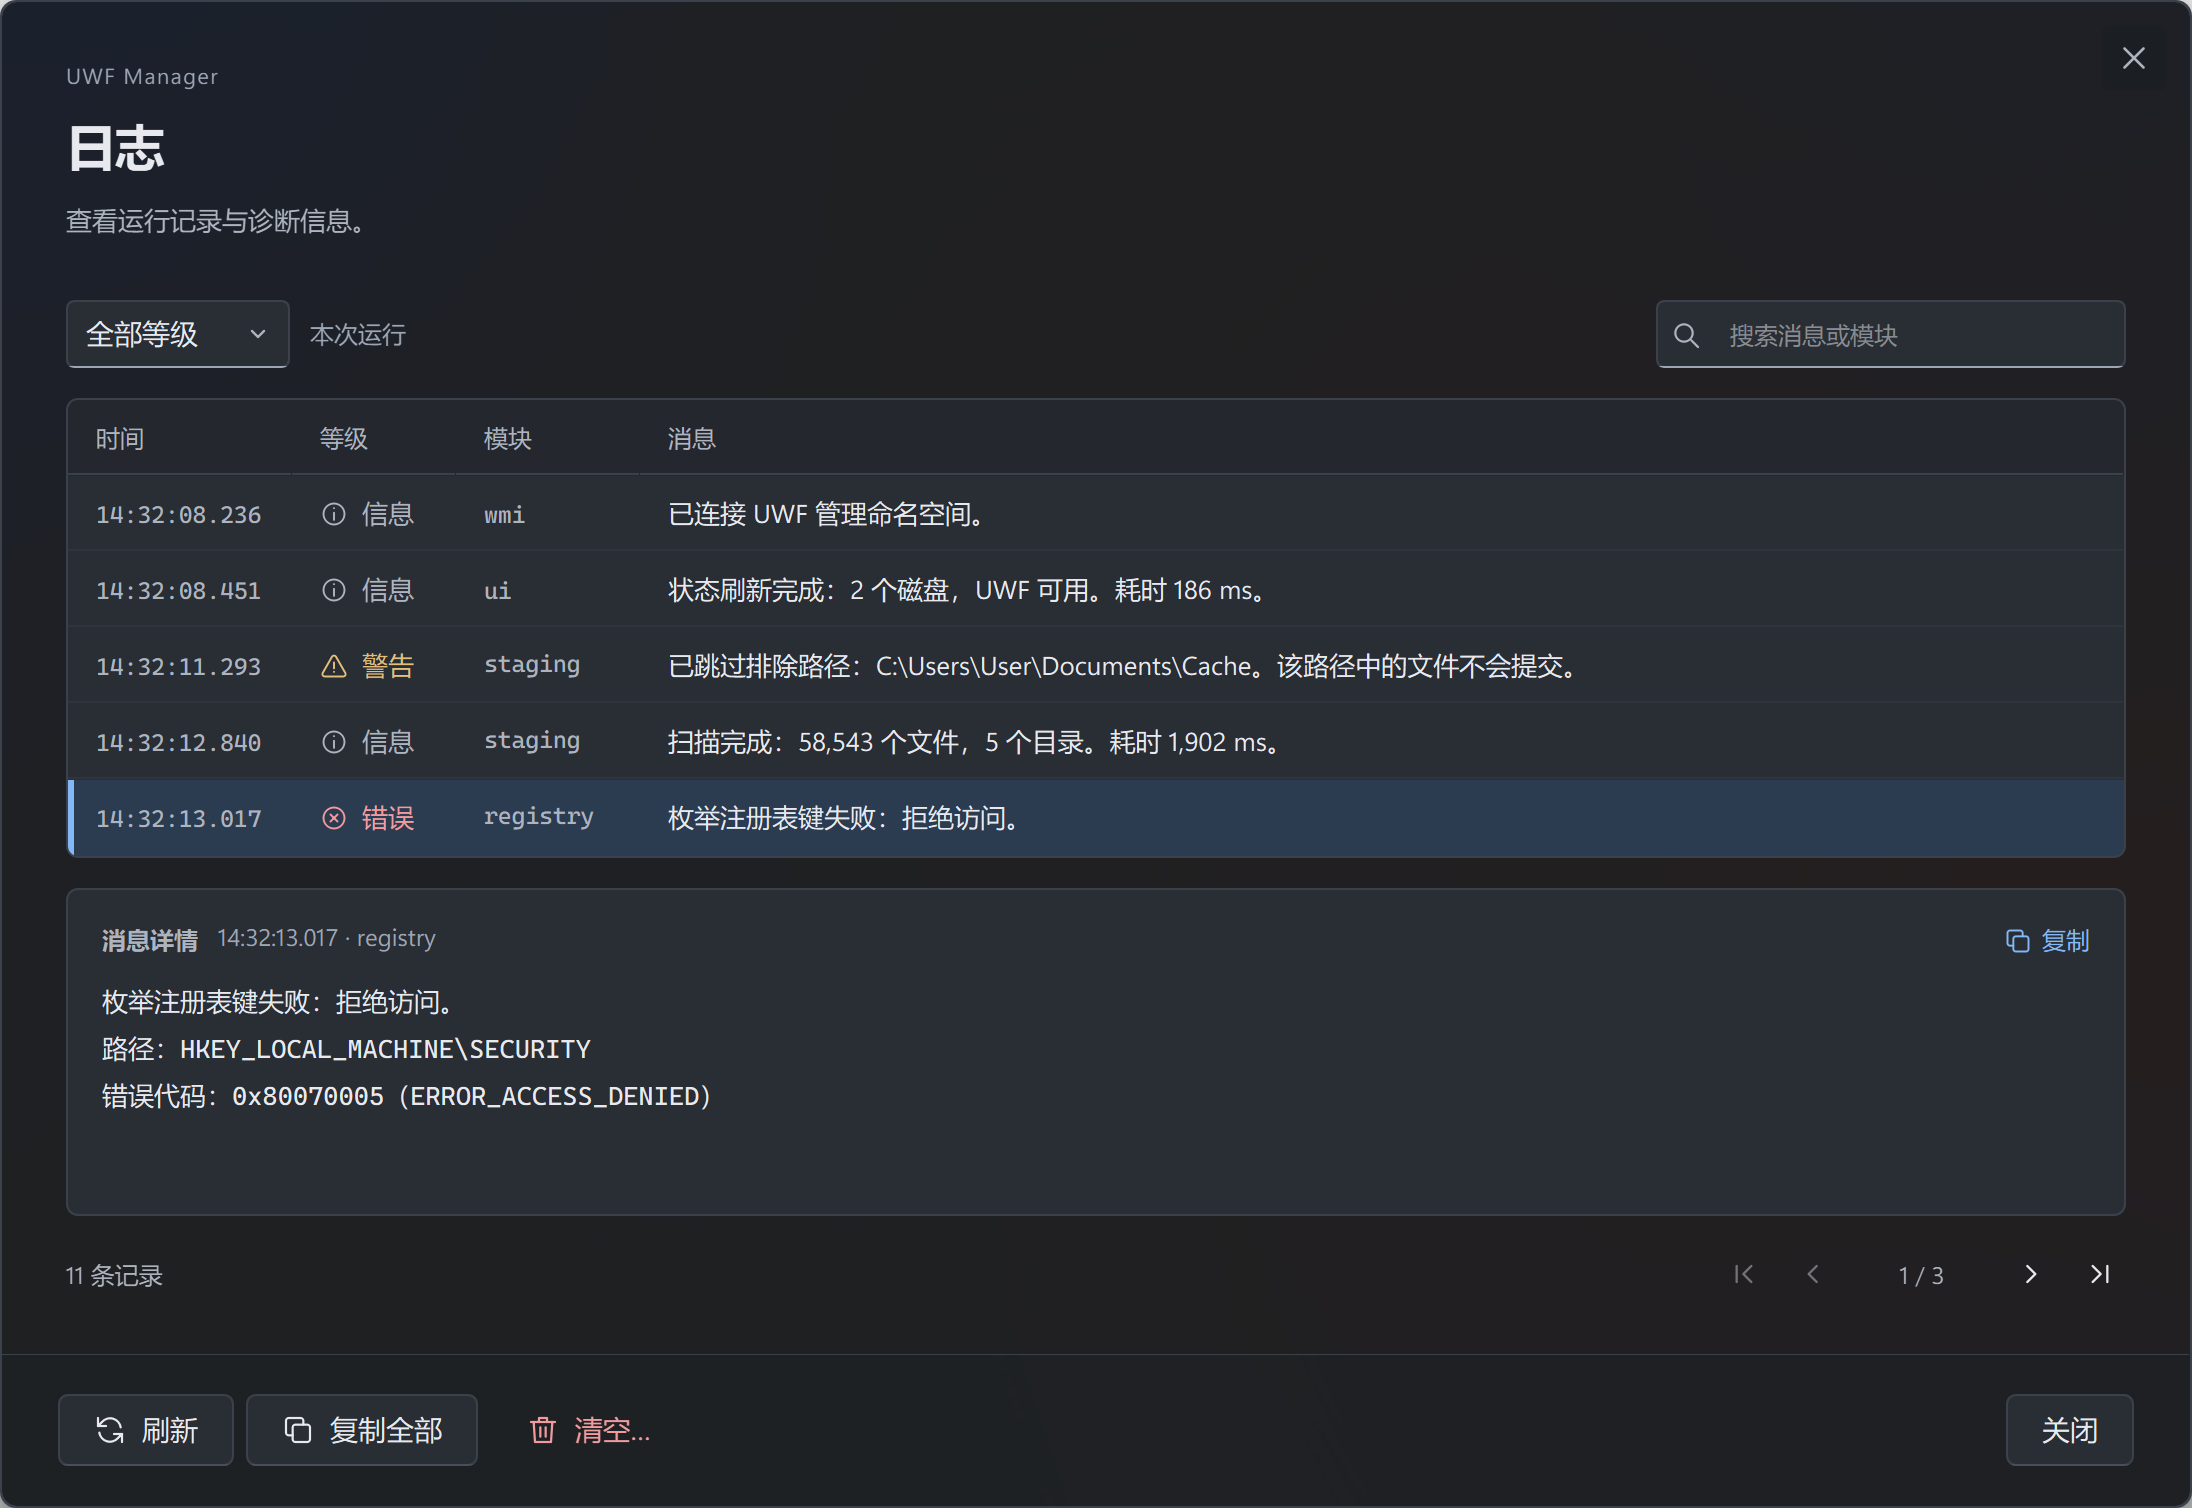 UWF Manager
日志
查看运行记录与诊断信息。
全部等级 本次运行 搜索消息或模块
时间 等级 模块 消息
14:32:08.236 信息 wmi 已连接 UWF 管理命名空间。
14:32:08.451 信息 ui 状态刷新完成：2 个磁盘，UWF 可用。耗时 186 ms。
14:32:11.293 警告 staging 已跳过排除路径：C:\Users\User\Documents\Cache。该路径中的文件不会提交。
14:32:12.840 信息 staging 扫描完成：58,543 个文件，5 个目录。耗时 1,902 ms。
14:32:13.017 错误 registry 枚举注册表键失败：拒绝访问。
消息详情 14:32:13.017 · registry 复制
枚举注册表键失败：拒绝访问。
路径：HKEY_LOCAL_MACHINE\SECURITY
错误代码：0x80070005（ERROR_ACCESS_DENIED）
11 条记录 1 / 3
刷新 复制全部 清空... 关闭